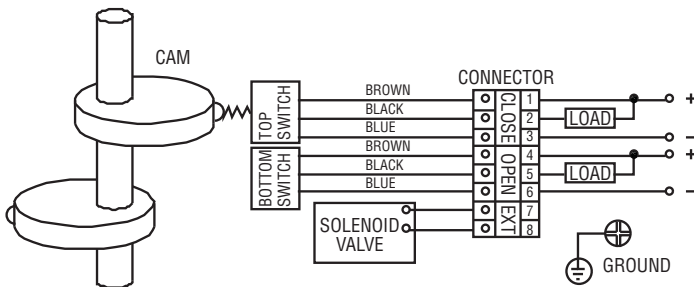 CAM
TOP
SWITCH
BOTTOM
SWITCH
BROWN
BLACK
BLUE
BROWN
BLACK
BLUE
SOLENOID
VALVE
CONNECTOR
CLOSE
OPEN
EXT
1
2
3
4
5
6
7
8
LOAD
LOAD
+
−
+
−
GROUND